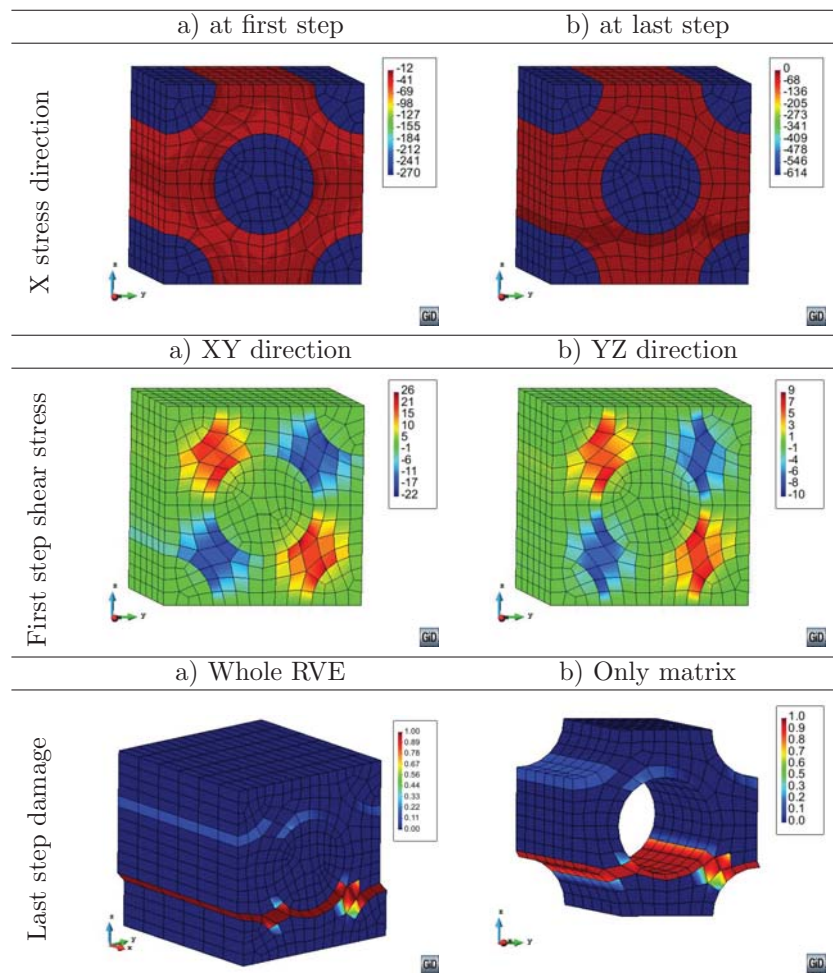 a) at first step
b) at last step
X stress direction
-12
-41
-69
-98
-127
-155
-184
-212
-241
-270
z
y
GiD
0
-68
-136
-205
-273
-341
-409
-478
-546
-614
z
y
GiD
a) XY direction
b) YZ direction
First step shear stress
26
21
15
10
5
-1
-6
-11
-17
-22
z
y
GiD
9
7
5
3
1
-1
-4
-6
-8
-10
z
y
GiD
a) Whole RVE
b) Only matrix
Last step damage
1.00
0.89
0.78
0.67
0.56
0.44
0.33
0.22
0.11
0.00
z
y
x
GiD
1.0
0.9
0.8
0.7
0.6
0.4
0.3
0.2
0.1
0.0
z
x
y
GiD